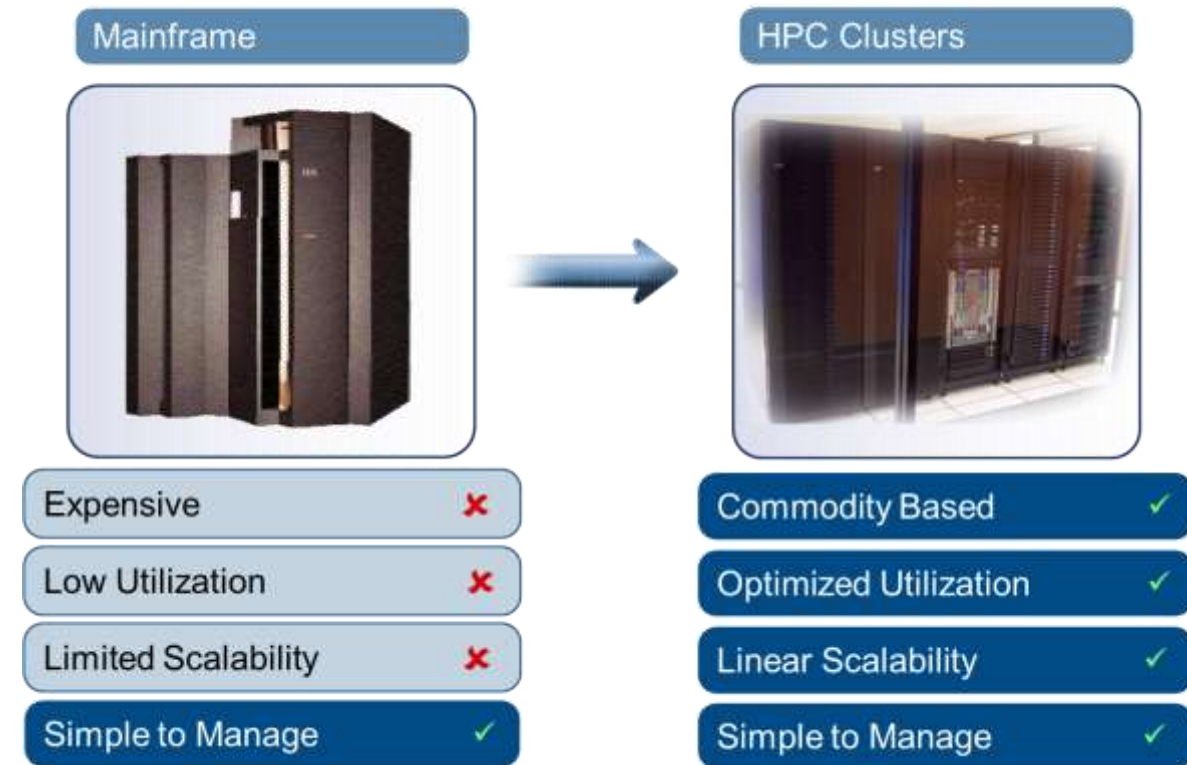 Mainframe
HPC Clusters
Expensive ✘
Low Utilization ✘
Limited Scalability ✘
Simple to Manage ✓
Commodity Based ✓
Optimized Utilization ✓
Linear Scalability ✓
Simple to Manage ✓